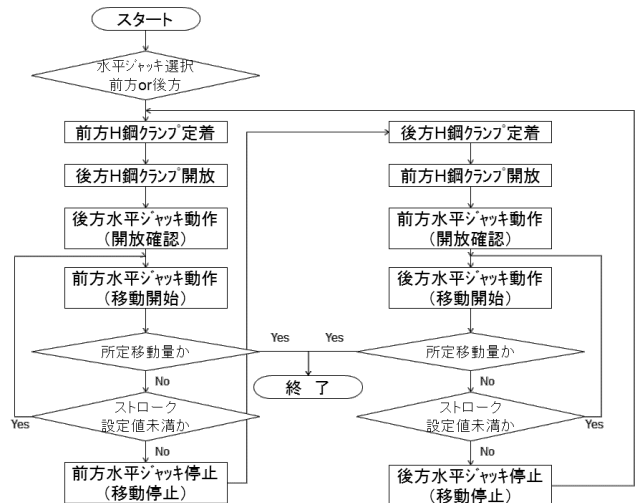 スタート
水平ジャッキ選択
前方or後方
前方H鋼クランプ定着
後方H鋼クランプ開放
後方水平ジャッキ動作
(開放確認)
前方水平ジャッキ動作
(移動開始)
所定移動量か
Yes
No
ストローク
設定値未満か
Yes
No
前方水平ジャッキ停止
(移動停止)
後方H鋼クランプ定着
前方H鋼クランプ開放
前方水平ジャッキ動作
(開放確認)
後方水平ジャッキ動作
(移動開始)
所定移動量か
Yes
No
ストローク
設定値未満か
Yes
No
後方水平ジャッキ停止
(移動停止)
終 了